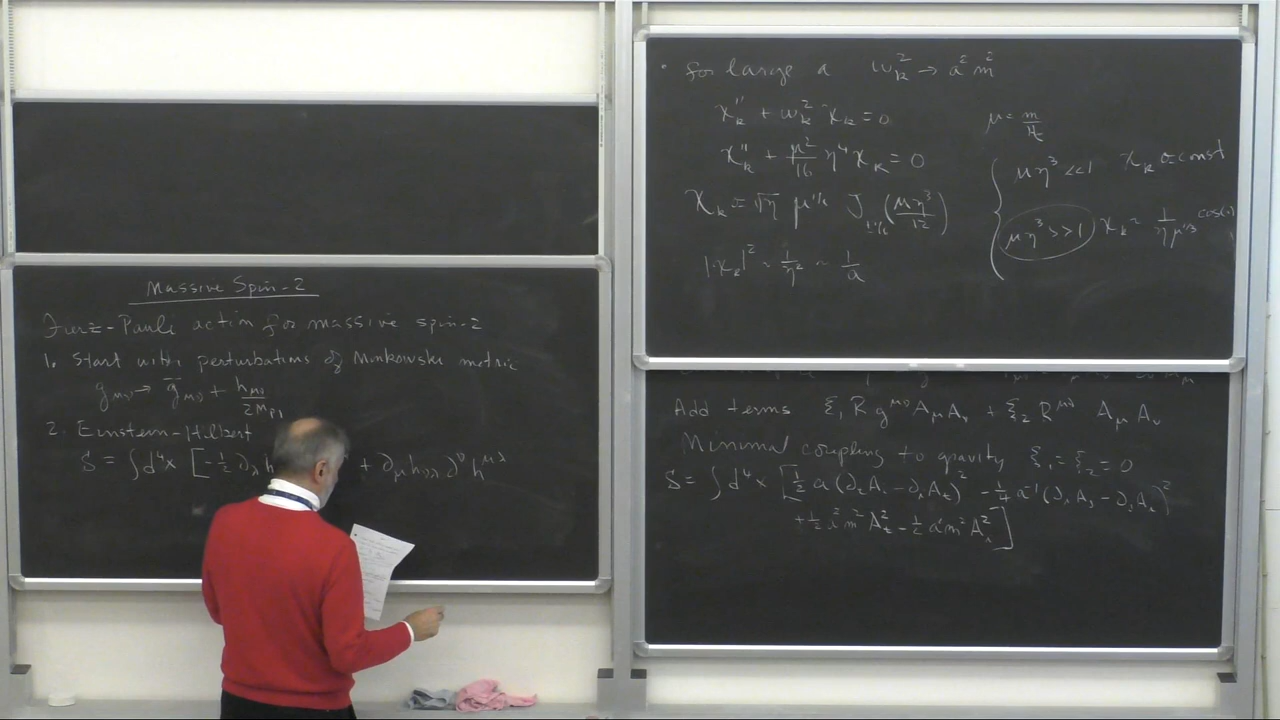 Massive Spin-2
Fierz-Pauli action for massive spin-2
1. Start with perturbations of Minkowski metric
g_μν → ḡ_μν + h_μν / 2M_Pl
2. Einstein-Hilbert
S = ∫d⁴x [-½ ∂_λ h + ∂_μ h_νλ ∂^ν h^μλ
• for large a ω_k² → a² m²
χ_k'' + ω_k² χ_k = 0
μ = m/H_e
χ_k'' + μ²/16 η⁴ χ_k = 0
μη³ << 1 χ_k ∝ const
χ_k ∝ √η μ^1/6 J_±1/6 (μη³/12)
μη³ >> 1 χ_k ~ 1/(η μ^1/3) cos(·)
|χ_k|² ~ 1/η² ~ 1/a
Add terms ξ₁ R g^μν A_μ A_ν + ξ₂ R^μν A_μ A_ν
Minimal coupling to gravity ξ₁ = ξ₂ = 0
S = ∫d⁴x [½ a (∂_t A_i - ∂_i A_t)² - ¼ a⁻¹ (∂_i A_j - ∂_j A_i)²
+ ½ a³ m² A_t² - ½ a m² A_i²]